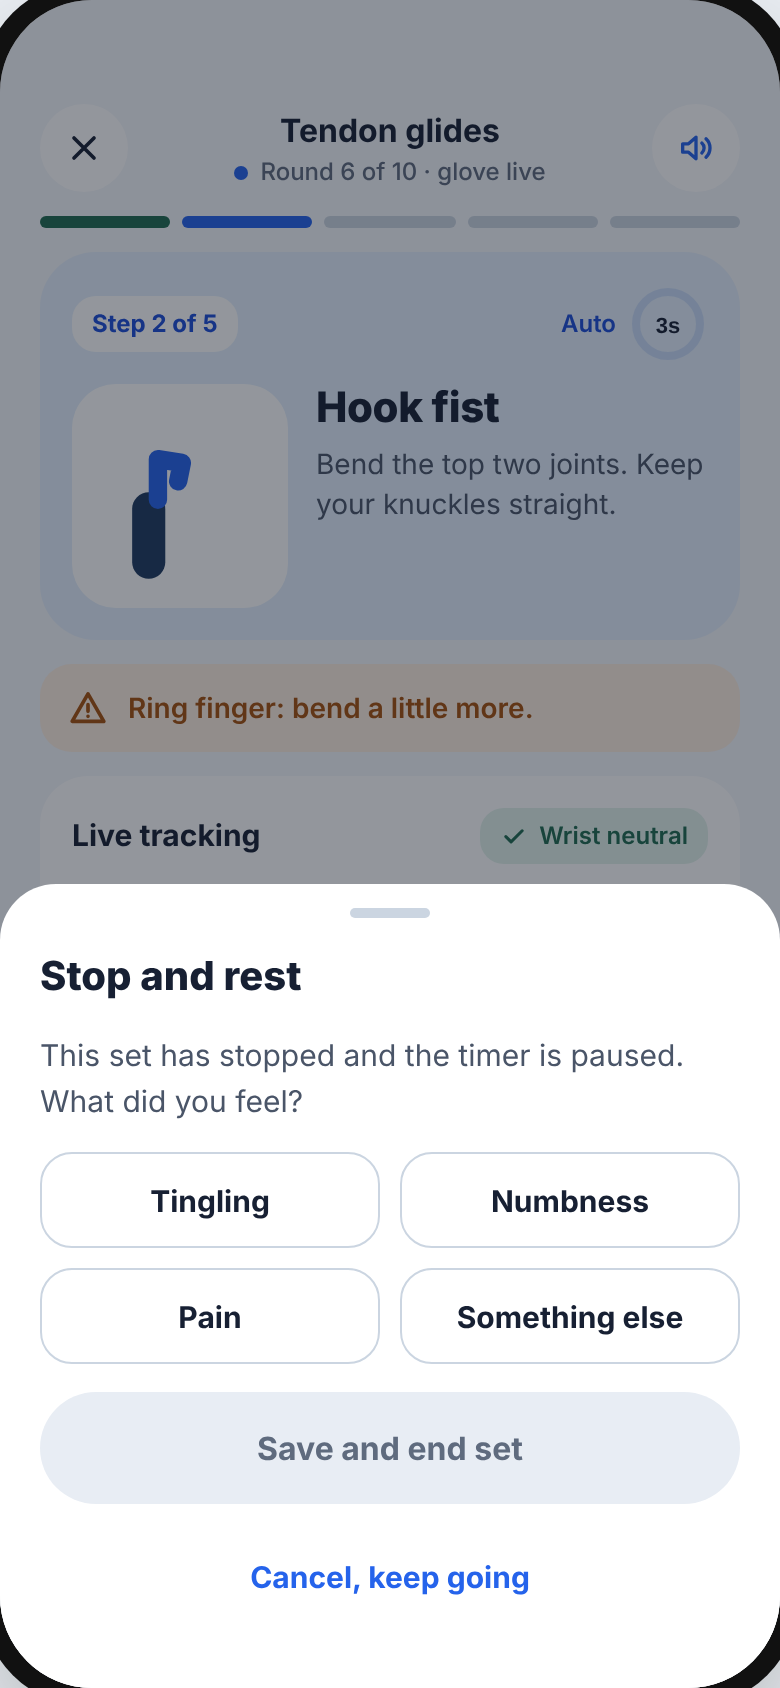 Tendon glides
Round 6 of 10 · glove live
Step 2 of 5
Auto
3s
Hook fist
Bend the top two joints. Keep
your knuckles straight.
Ring finger: bend a little more.
Live tracking
Wrist neutral
Stop and rest
This set has stopped and the timer is paused.
What did you feel?
Tingling
Numbness
Pain
Something else
Save and end set
Cancel, keep going